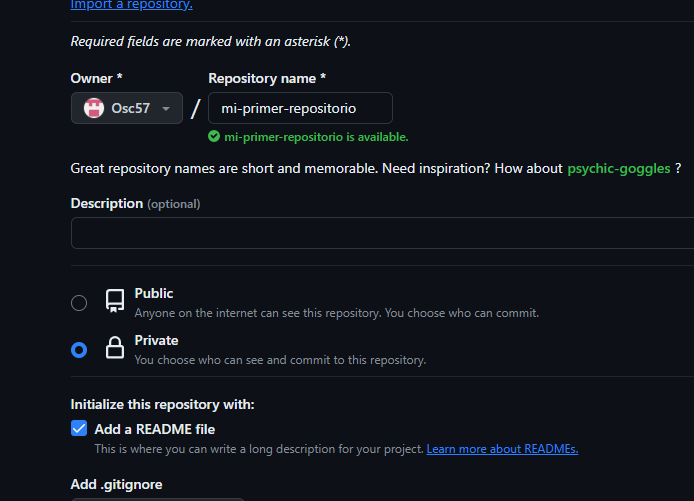 Import a repository.
Required fields are marked with an asterisk (*).
Owner * Repository name *
Osc57 / mi-primer-repositorio
mi-primer-repositorio is available.
Great repository names are short and memorable. Need inspiration? How about psychic-goggles ?
Description (optional)
Public
Anyone on the internet can see this repository. You choose who can commit.
Private
You choose who can see and commit to this repository.
Initialize this repository with:
Add a README file
This is where you can write a long description for your project. Learn more about READMEs.
Add .gitignore